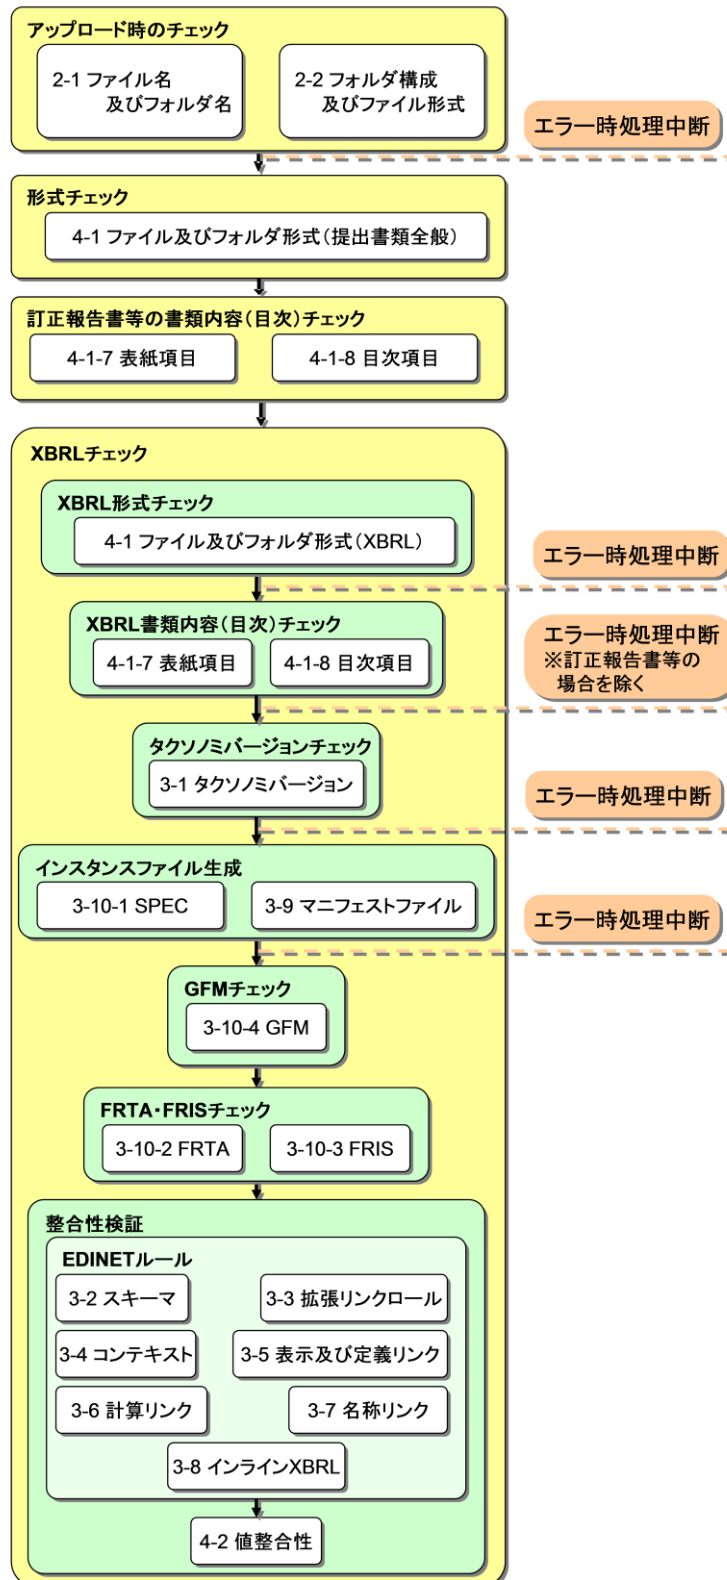 アップロード時のチェック
2-1 ファイル名
及びフォルダ名
2-2 フォルダ構成
及びファイル形式
エラー時処理中断
形式チェック
4-1 ファイル及びフォルダ形式（提出書類全般）
訂正報告書等の書類内容（目次）チェック
4-1-7 表紙項目
4-1-8 目次項目
XBRLチェック
XBRL形式チェック
4-1 ファイル及びフォルダ形式（XBRL）
エラー時処理中断
XBRL書類内容（目次）チェック
4-1-7 表紙項目
4-1-8 目次項目
エラー時処理中断
※訂正報告書等の
場合を除く
タクソノミバージョンチェック
3-1 タクソノミバージョン
エラー時処理中断
インスタンスファイル生成
3-10-1 SPEC
3-9 マニフェストファイル
エラー時処理中断
GFMチェック
3-10-4 GFM
FRTA・FRISチェック
3-10-2 FRTA
3-10-3 FRIS
整合性検証
EDINETルール
3-2 スキーマ
3-3 拡張リンクロール
3-4 コンテキスト
3-5 表示及び定義リンク
3-6 計算リンク
3-7 名称リンク
3-8 インラインXBRL
4-2 値整合性